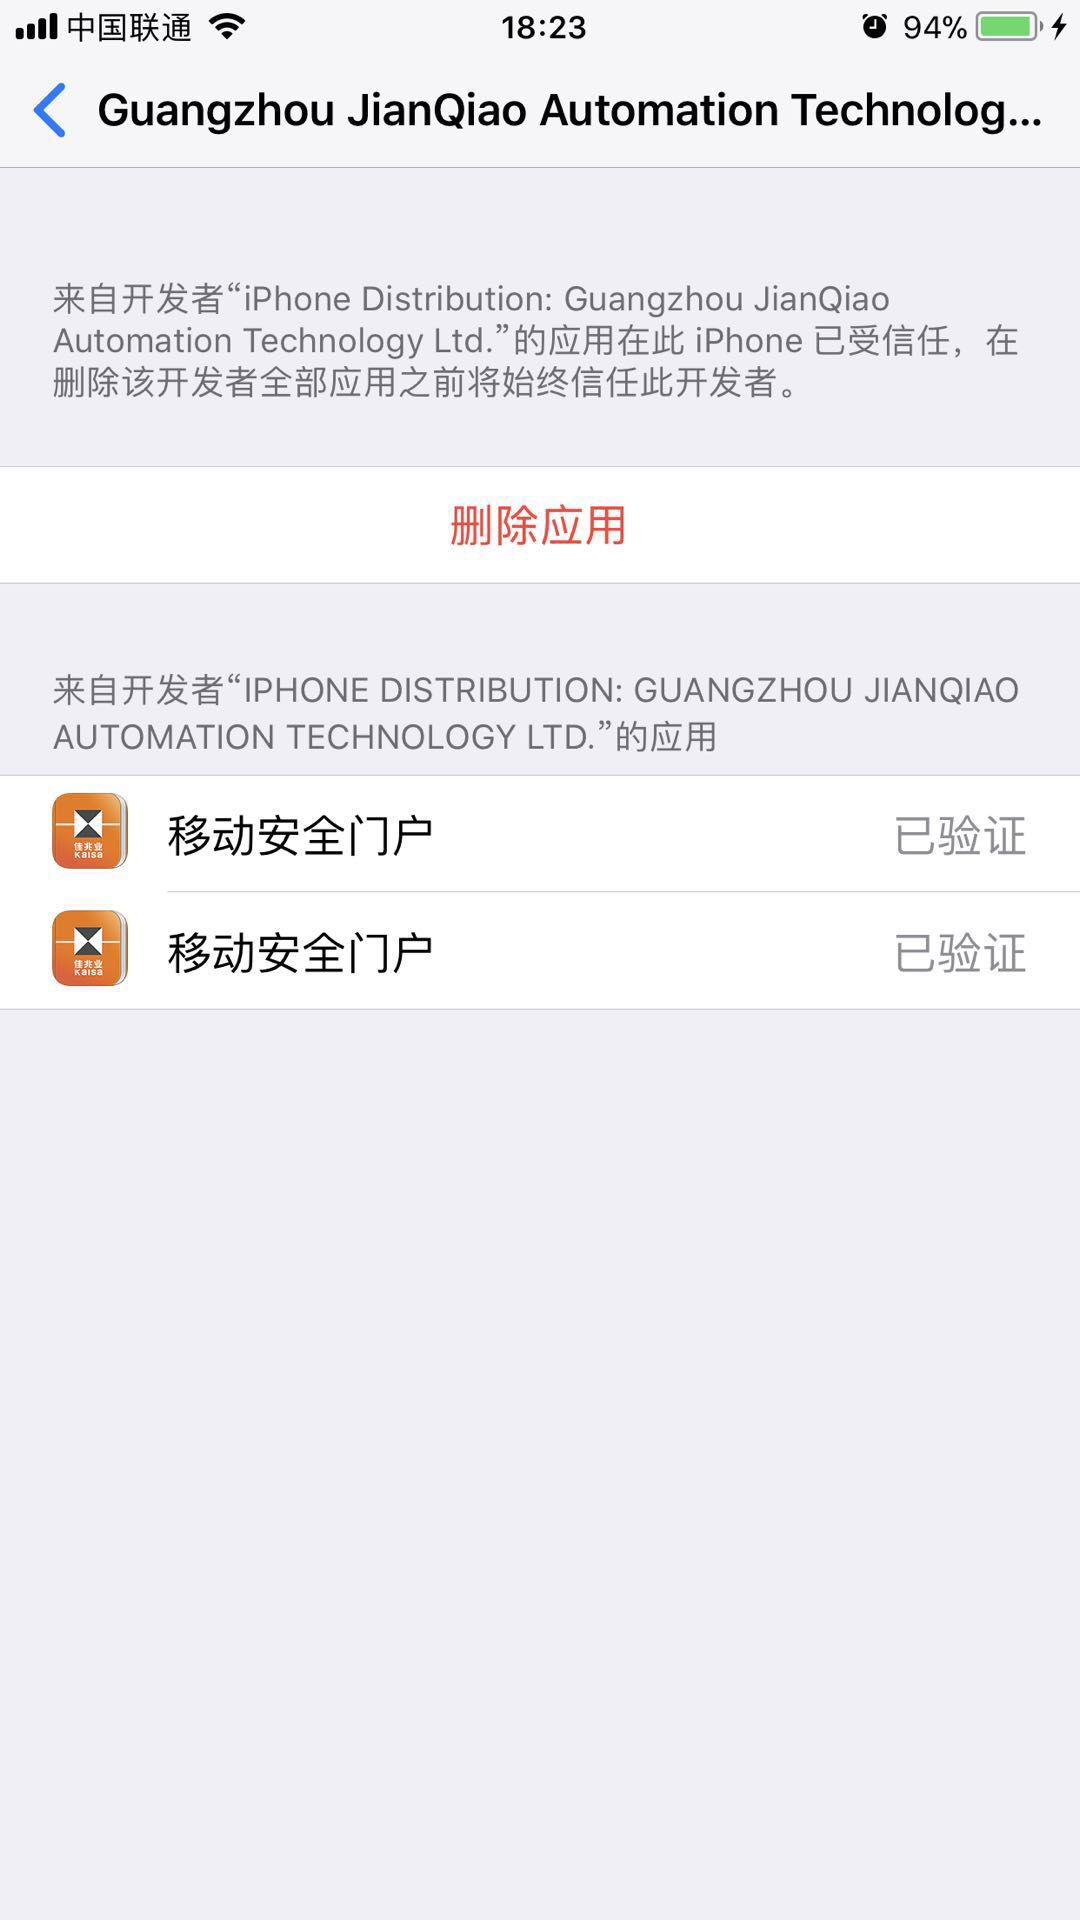 中国联通 18:23 94%
Guangzhou JianQiao Automation Technolog...
来自开发者“iPhone Distribution: Guangzhou JianQiao
Automation Technology Ltd.”的应用在此 iPhone 已受信任，在
删除该开发者全部应用之前将始终信任此开发者。
删除应用
来自开发者“IPHONE DISTRIBUTION: GUANGZHOU JIANQIAO
AUTOMATION TECHNOLOGY LTD.”的应用
佳兆业
Kaisa
移动安全门户 已验证
佳兆业
Kaisa
移动安全门户 已验证